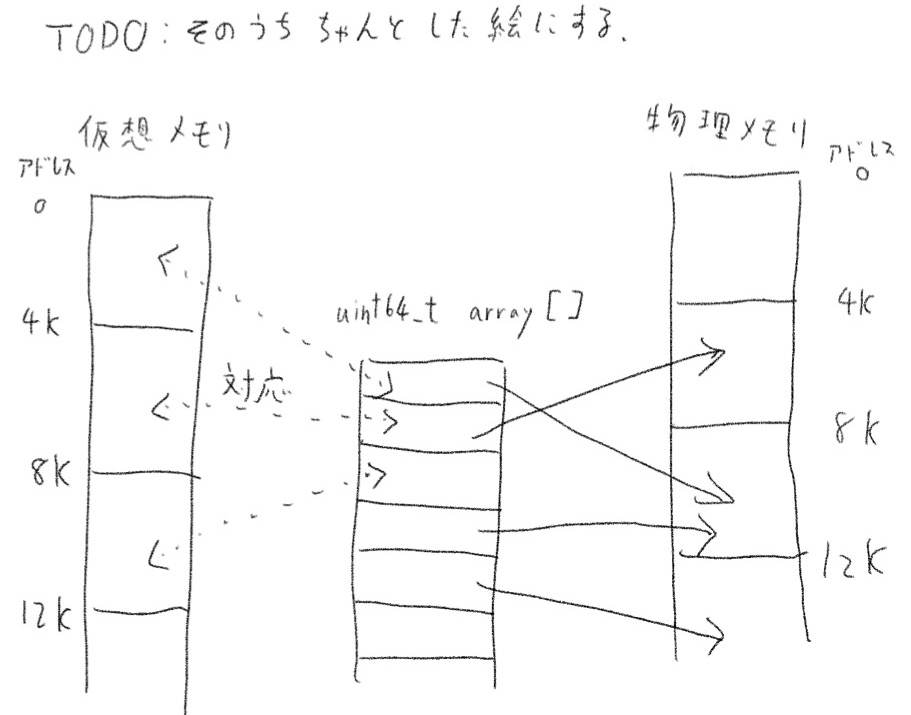 TODO：そのうち ちゃんと した 絵にする.
仮想メモリ
物理メモリ
アドレス
0
アドレス
0
4k
uint64_t array[]
4k
対応
8k
8k
12k
12k